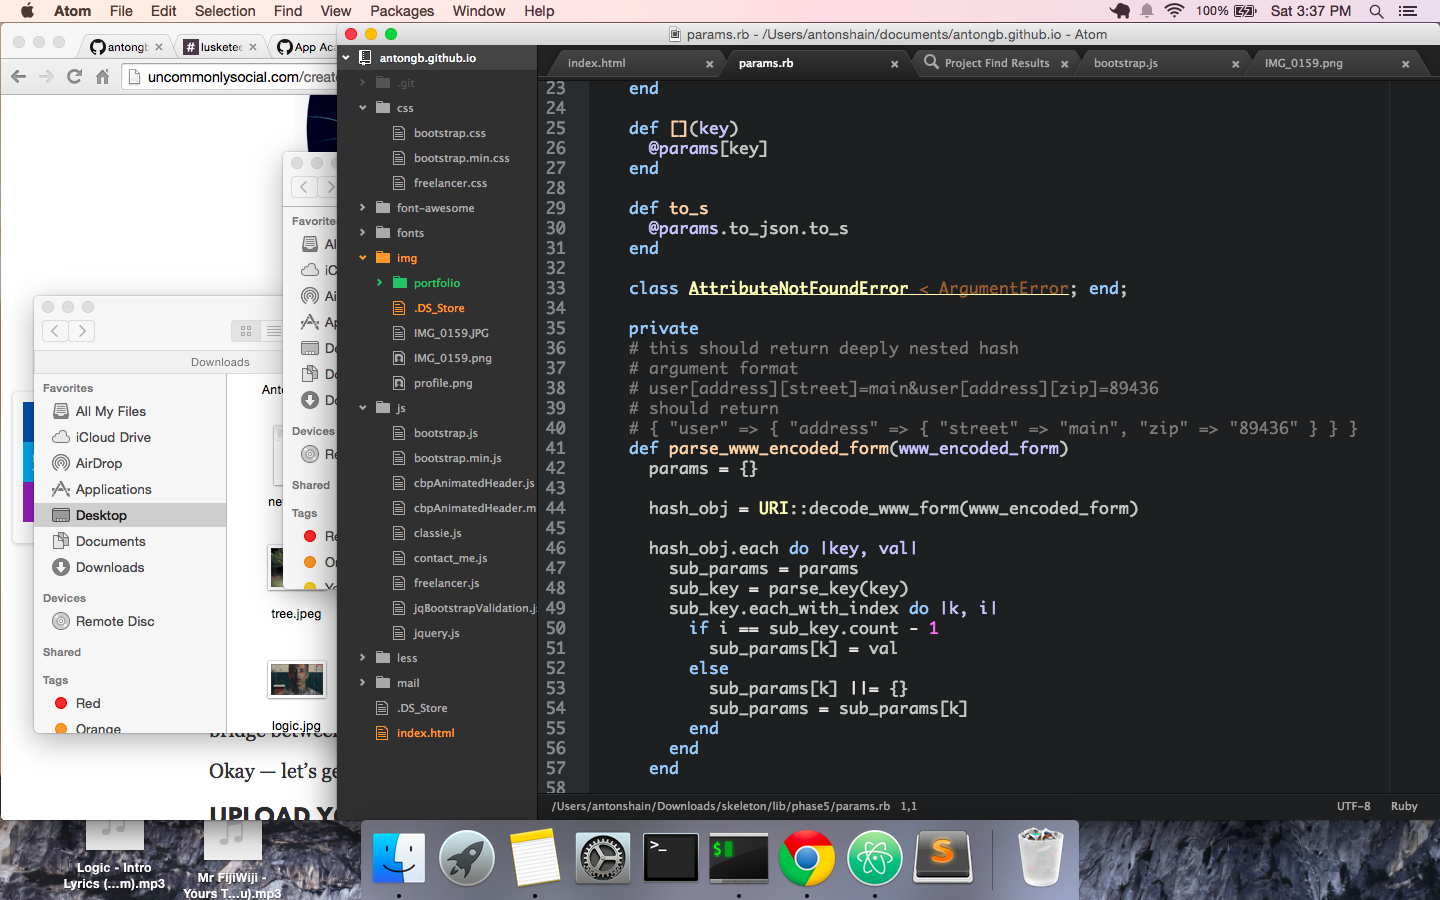 Atom File Edit Selection Find View Packages Window Help
100% Sat 3:37 PM
antongb
lusketee
App Ac
uncommonlysocial.com/create
params.rb - /Users/antonshain/documents/antongb.github.io - Atom
antongb.github.io
.git
css
bootstrap.css
bootstrap.min.css
freelancer.css
font-awesome
fonts
img
portfolio
.DS_Store
IMG_0159.JPG
IMG_0159.png
profile.png
js
bootstrap.js
bootstrap.min.js
cbpAnimatedHeader.js
cbpAnimatedHeader.m
classie.js
contact_me.js
freelancer.js
jqBootstrapValidation.j
jquery.js
less
mail
.DS_Store
index.html
index.html
params.rb
Project Find Results
bootstrap.js
IMG_0159.png
23 end
24
25 def [](key)
26 @params[key]
27 end
28
29 def to_s
30 @params.to_json.to_s
31 end
32
33 class AttributeNotFoundError < ArgumentError; end;
34
35 private
36 # this should return deeply nested hash
37 # argument format
38 # user[address][street]=main&user[address][zip]=89436
39 # should return
40 # { "user" => { "address" => { "street" => "main", "zip" => "89436" } } }
41 def parse_www_encoded_form(www_encoded_form)
42 params = {}
43
44 hash_obj = URI::decode_www_form(www_encoded_form)
45
46 hash_obj.each do |key, val|
47 sub_params = params
48 sub_key = parse_key(key)
49 sub_key.each_with_index do |k, i|
50 if i == sub_key.count - 1
51 sub_params[k] = val
52 else
53 sub_params[k] ||= {}
54 sub_params = sub_params[k]
55 end
56 end
57 end
58
/Users/antonshain/Downloads/skeleton/lib/phase5/params.rb 1,1
UTF-8 Ruby
Favorite
Al
iC
Ai
Ap
De
Do
Do
Devices
Re
Shared
Tags
Re
Or
Ye
Downloads
Favorites
All My Files
iCloud Drive
AirDrop
Applications
Desktop
Documents
Downloads
Devices
Remote Disc
Shared
Tags
Red
Orange
Anto
new
tree.jpeg
logic.jpg
bridge between
Okay — let's ge
UPLOAD YO
Logic - Intro
Lyrics (...m).mp3
Mr FijiWiji -
Yours T...u).mp3
>_
$
S